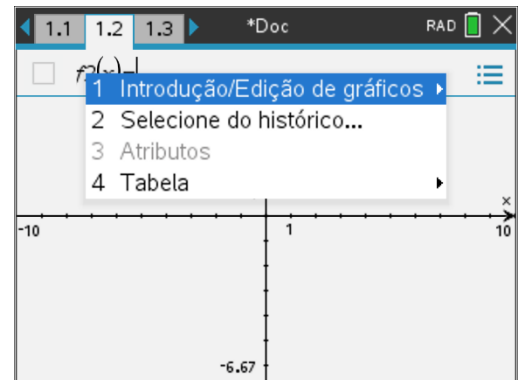 1.1 1.2 1.3 *Doc RAD
1 Introdução/Edição de gráficos
2 Selecione do histórico...
3 Atributos
4 Tabela
x
-10 1 10
-6.67